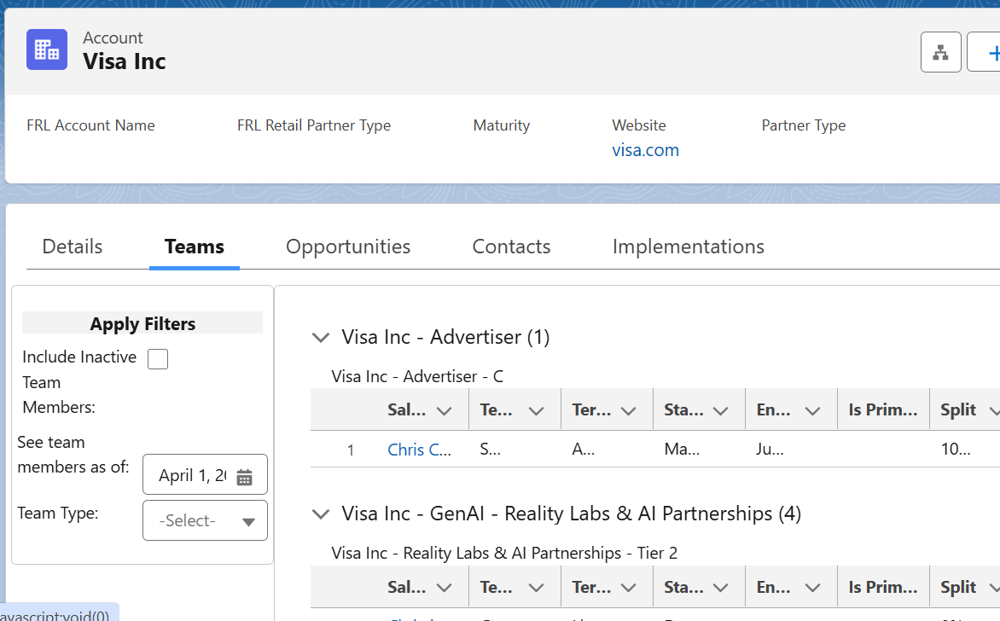 Account
Visa Inc
FRL Account Name
FRL Retail Partner Type
Maturity
Website
Partner Type
visa.com
Details
Teams
Opportunities
Contacts
Implementations
Apply Filters
Include Inactive
Team
Members:
See team
members as of:
April 1, 20
Team Type:
-Select-
Visa Inc - Advertiser (1)
Visa Inc - Advertiser - C
Sal... Te... Ter... Sta... En... Is Prim... Split
1 Chris C... S... A... Ma... Ju... 10...
Visa Inc - GenAI - Reality Labs & AI Partnerships (4)
Visa Inc - Reality Labs & AI Partnerships - Tier 2
Sal... Te... Ter... Sta... En... Is Prim... Split
avascript:void(0)